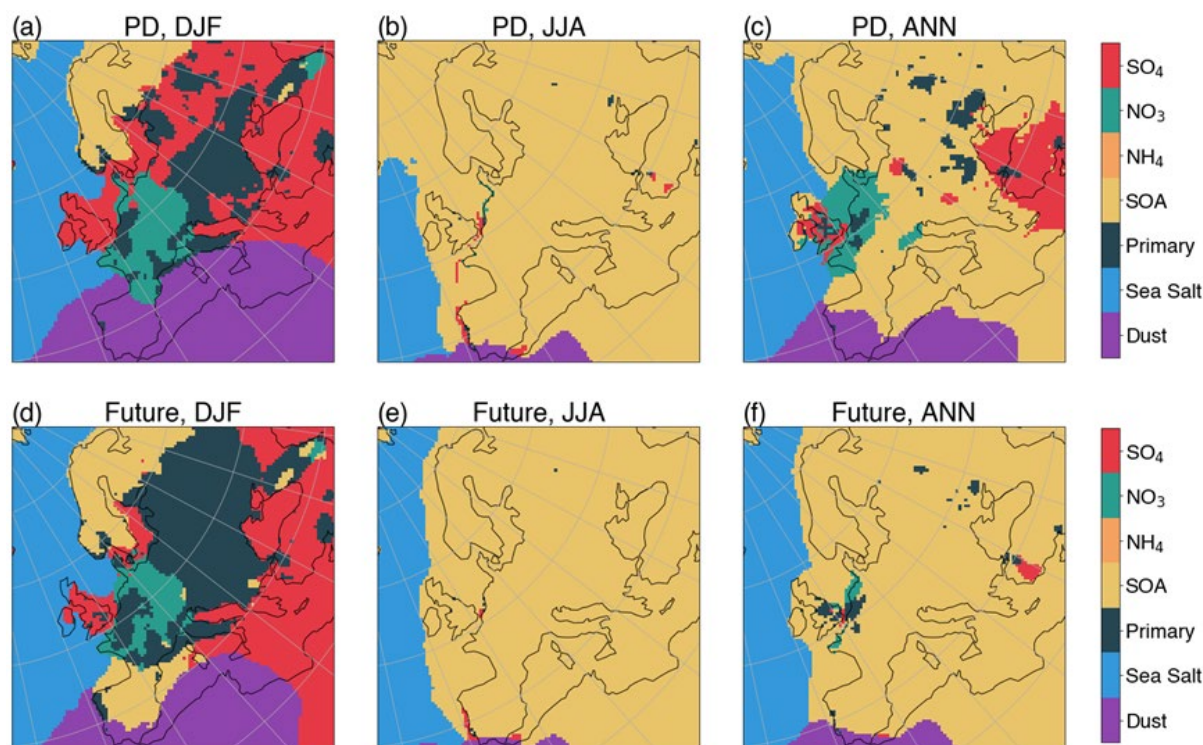 (a) PD, DJF
(b) PD, JJA
(c) PD, ANN
SO₄
NO₃
NH₄
SOA
Primary
Sea Salt
Dust
(d) Future, DJF
(e) Future, JJA
(f) Future, ANN
SO₄
NO₃
NH₄
SOA
Primary
Sea Salt
Dust